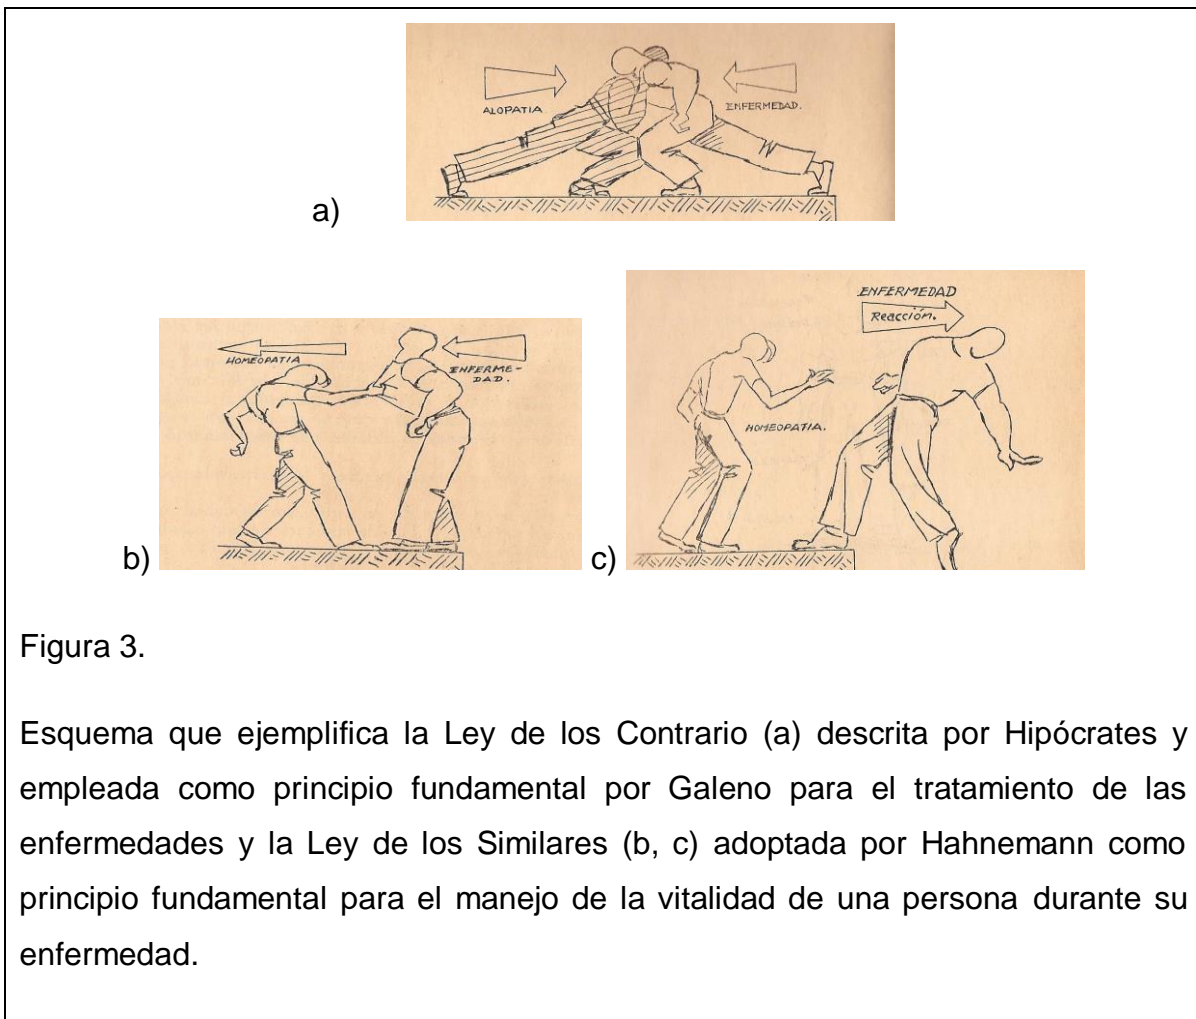 ALOPATIA
ENFERMEDAD.
a)
HOMEOPATIA
ENFERME-
DAD.
b)
ENFERMEDAD
Reacción.
HOMEOPATIA.
c)
Figura 3.
Esquema que ejemplifica la Ley de los Contrario (a) descrita por Hipócrates y
empleada como principio fundamental por Galeno para el tratamiento de las
enfermedades y la Ley de los Similares (b, c) adoptada por Hahnemann como
principio fundamental para el manejo de la vitalidad de una persona durante su
enfermedad.